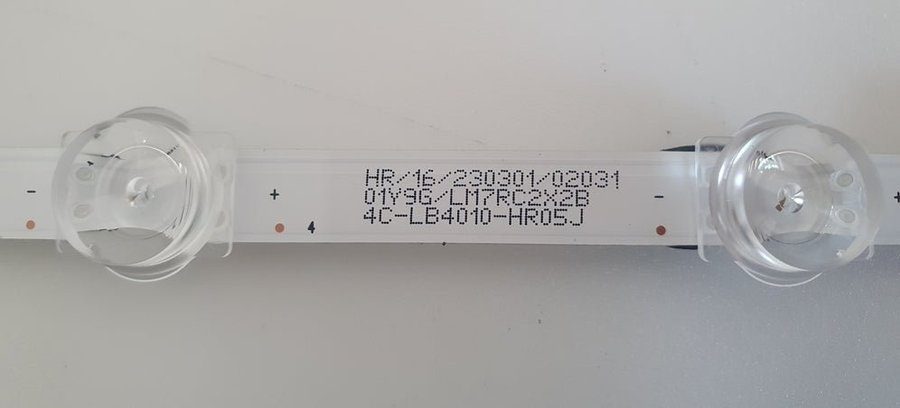 - + 4 - +
HR/16/230301/02031
01Y9G/LM7RC2X2B
4C-LB4010-HR05J